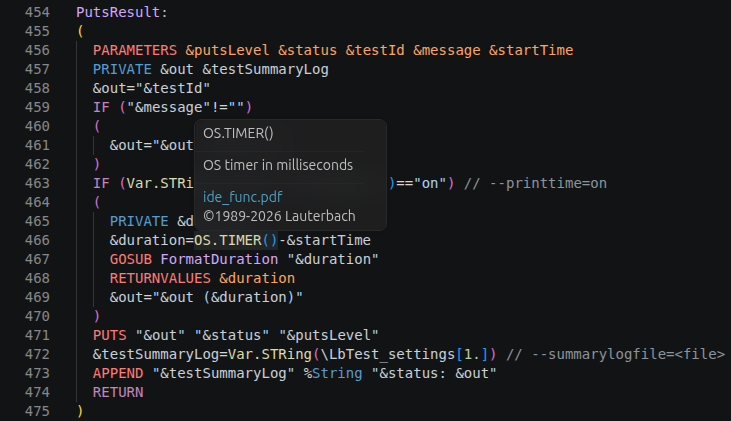 454 PutsResult:
455 (
456 PARAMETERS &putsLevel &status &testId &message &startTime
457 PRIVATE &out &testSummaryLog
458 &out="&testId"
459 IF ("&message"!="")
460 (
461 &out="&out
462 )
463 IF (Var.STRi )=="on") // --printtime=on
464 (
465 PRIVATE &d
466 &duration=OS.TIMER()-&startTime
467 GOSUB FormatDuration "&duration"
468 RETURNVALUES &duration
469 &out="&out (&duration)"
470 )
471 PUTS "&out" "&status" "&putsLevel"
472 &testSummaryLog=Var.STRing(\LbTest_settings[1.]) // --summarylogfile=<file>
473 APPEND "&testSummaryLog" %String "&status: &out"
474 RETURN
475 )
OS.TIMER()
OS timer in milliseconds
ide_func.pdf
©1989-2026 Lauterbach